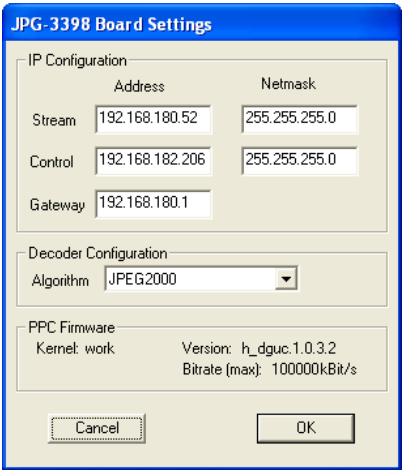 JPG-3398 Board Settings
IP Configuration
Address Netmask
Stream 192.168.180.52 255.255.255.0
Control 192.168.182.206 255.255.255.0
Gateway 192.168.180.1
Decoder Configuration
Algorithm JPEG2000
PPC Firmware
Kernel: work Version: h_dguc.1.0.3.2
Bitrate (max): 100000kBit/s
Cancel OK